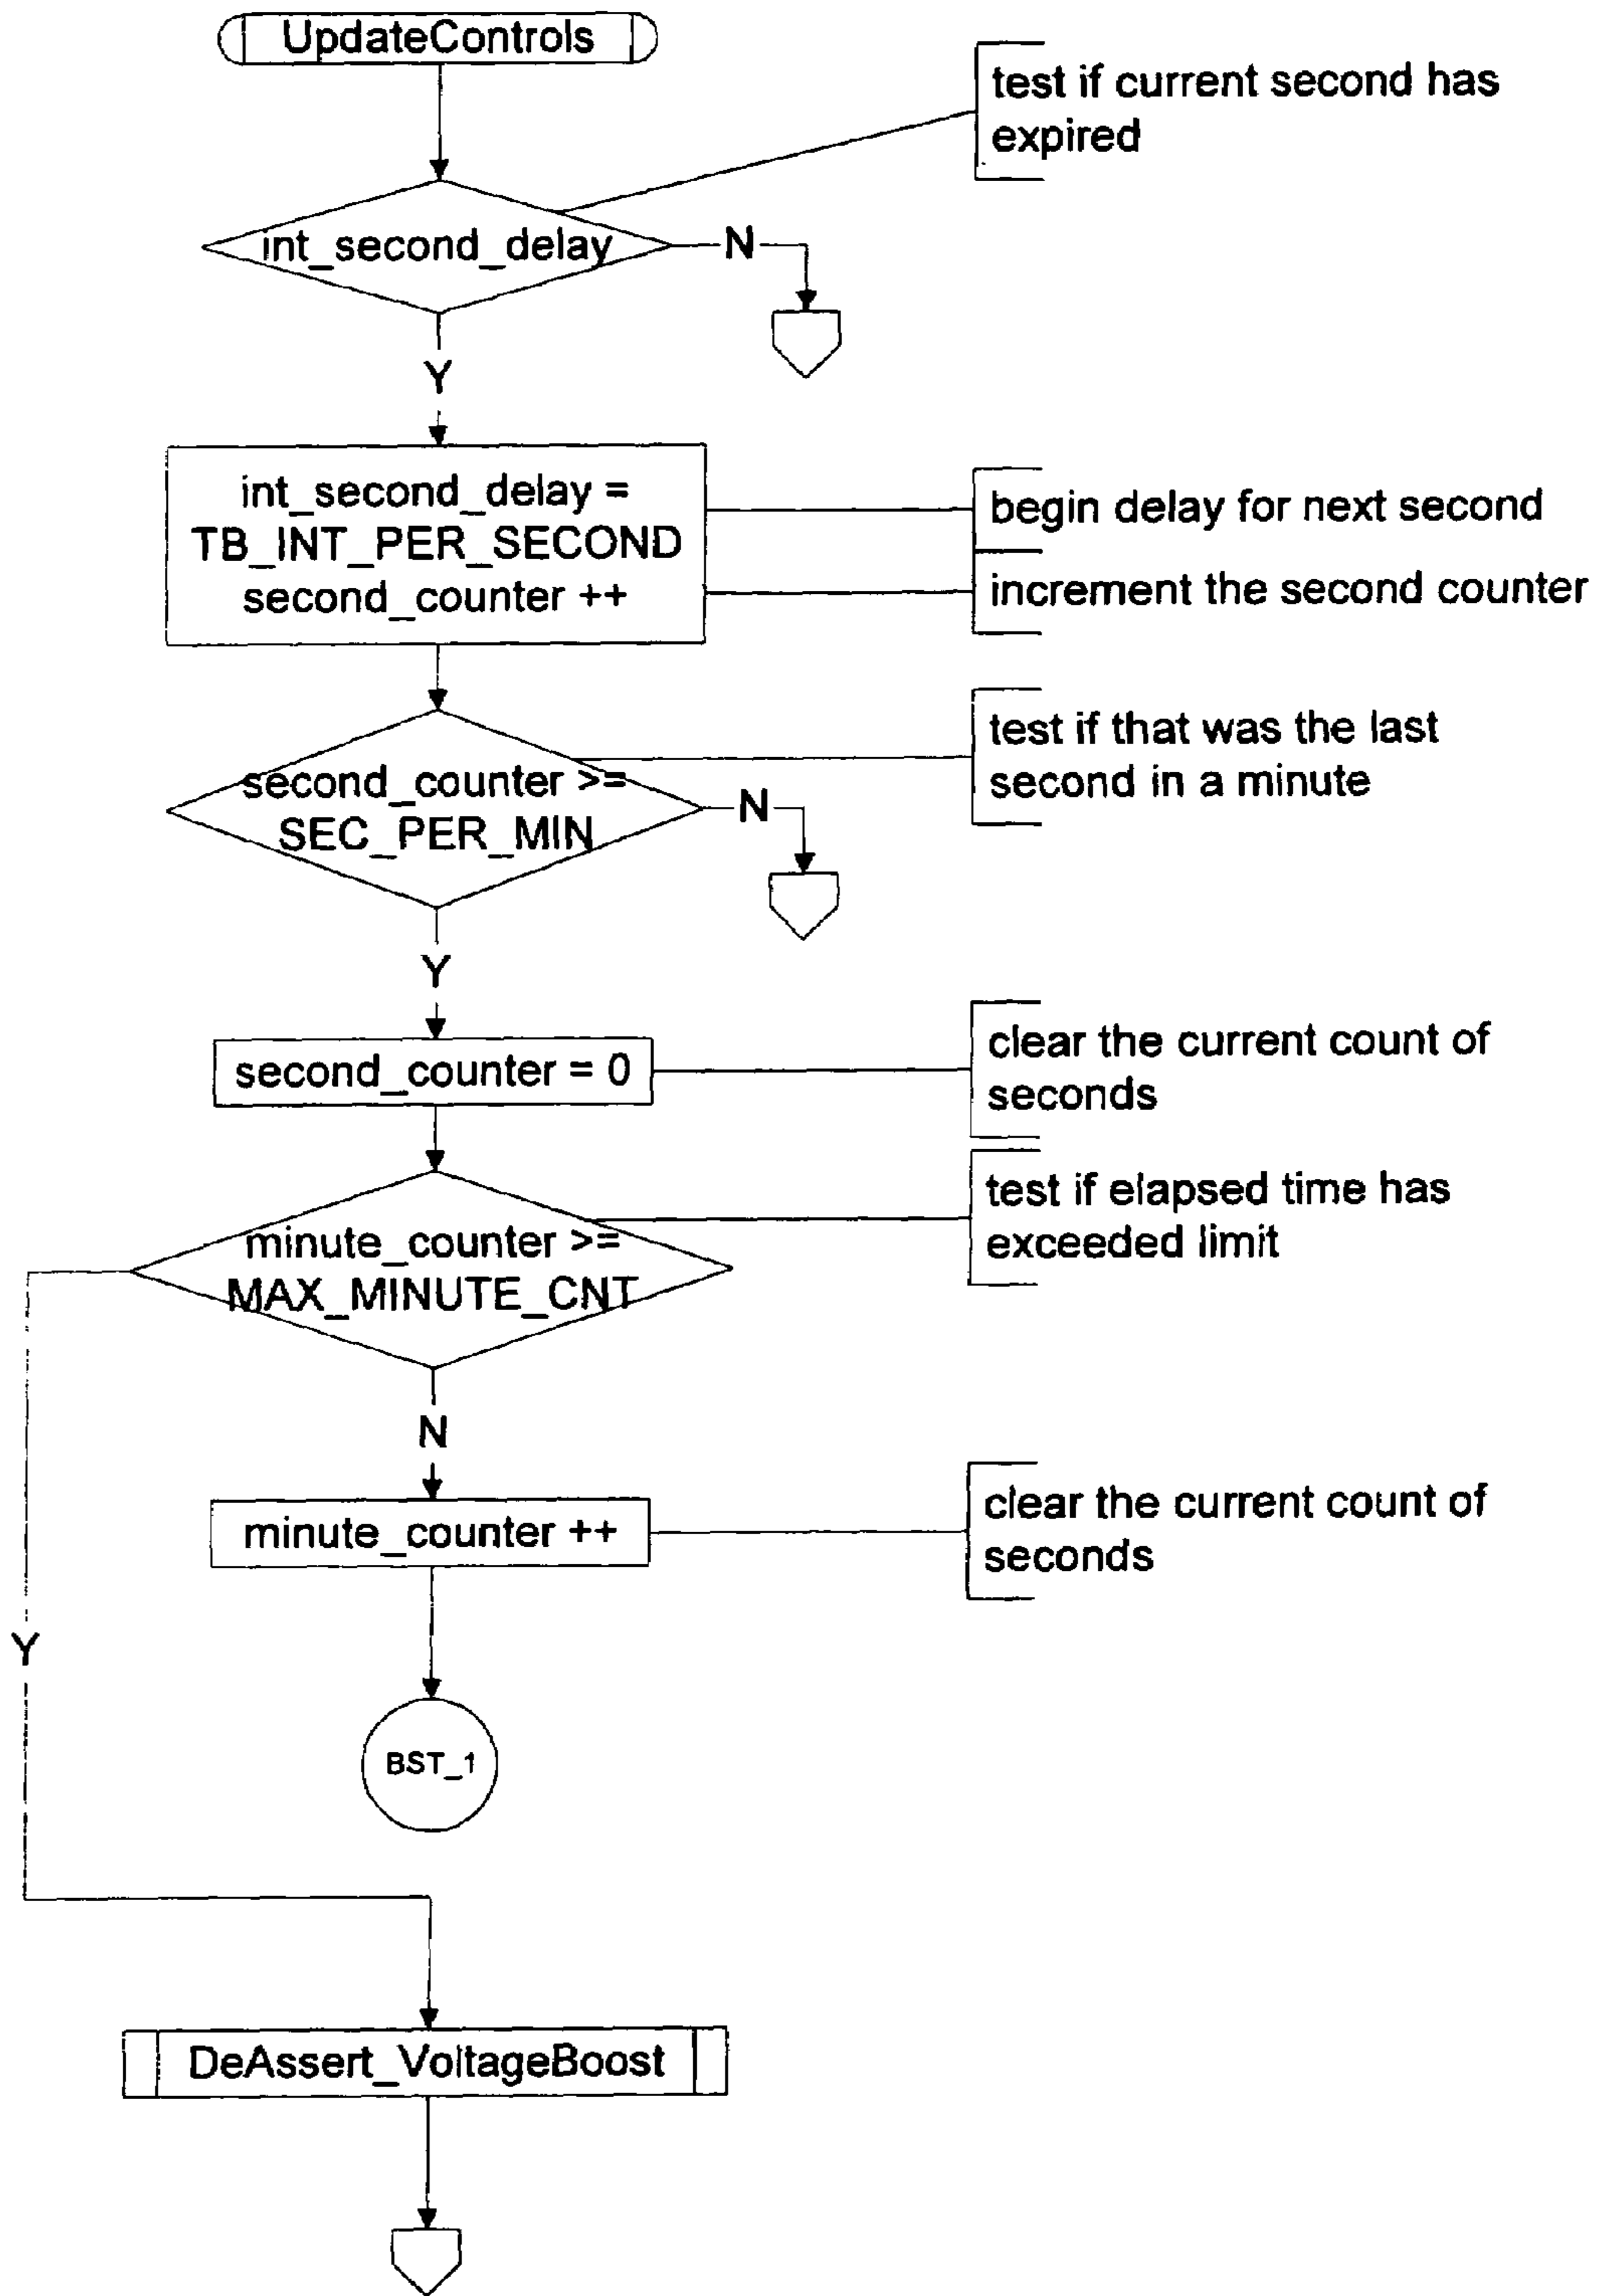 UpdateControls
test if current second has
expired
int_second_delay
N
Y
int_second_delay =
TB_INT_PER_SECOND
second_counter ++
begin delay for next second
increment the second counter
test if that was the last
second in a minute
second_counter >=
SEC_PER_MIN
N
Y
second_counter = 0
clear the current count of
seconds
test if elapsed time has
exceeded limit
minute_counter >=
MAX_MINUTE_CNT
N
minute_counter ++
clear the current count of
seconds
Y
BST_1
DeAssert_VoltageBoost